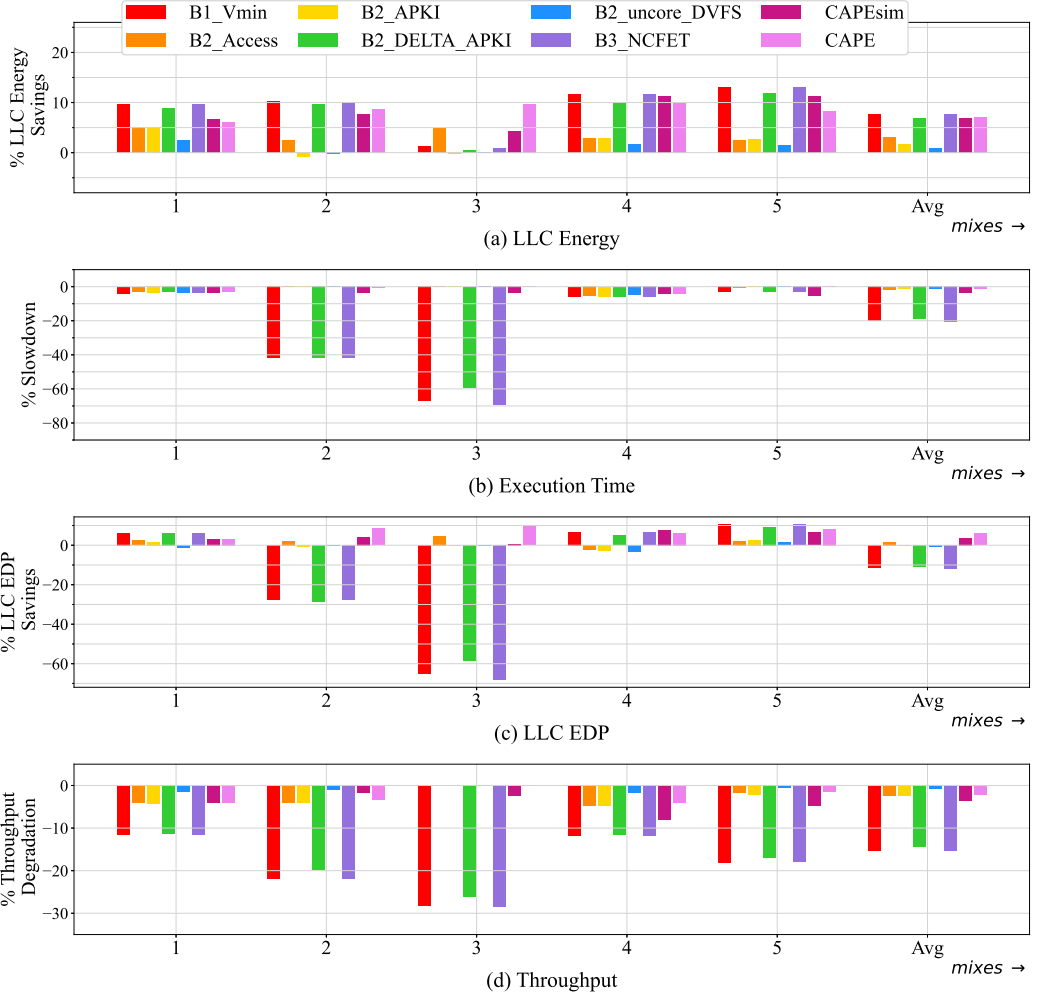 B1_Vmin B2_APKI B2_uncore_DVFS CAPEsim
B2_Access B2_DELTA_APKI B3_NCFET CAPE
% LLC Energy
Savings
20
10
0
1 2 3 4 5 Avg
mixes →
(a) LLC Energy
% Slowdown
0
−20
−40
−60
−80
1 2 3 4 5 Avg
mixes →
(b) Execution Time
% LLC EDP
Savings
0
−20
−40
−60
1 2 3 4 5 Avg
mixes →
(c) LLC EDP
% Throughput
Degradation
0
−10
−20
−30
1 2 3 4 5 Avg
mixes →
(d) Throughput